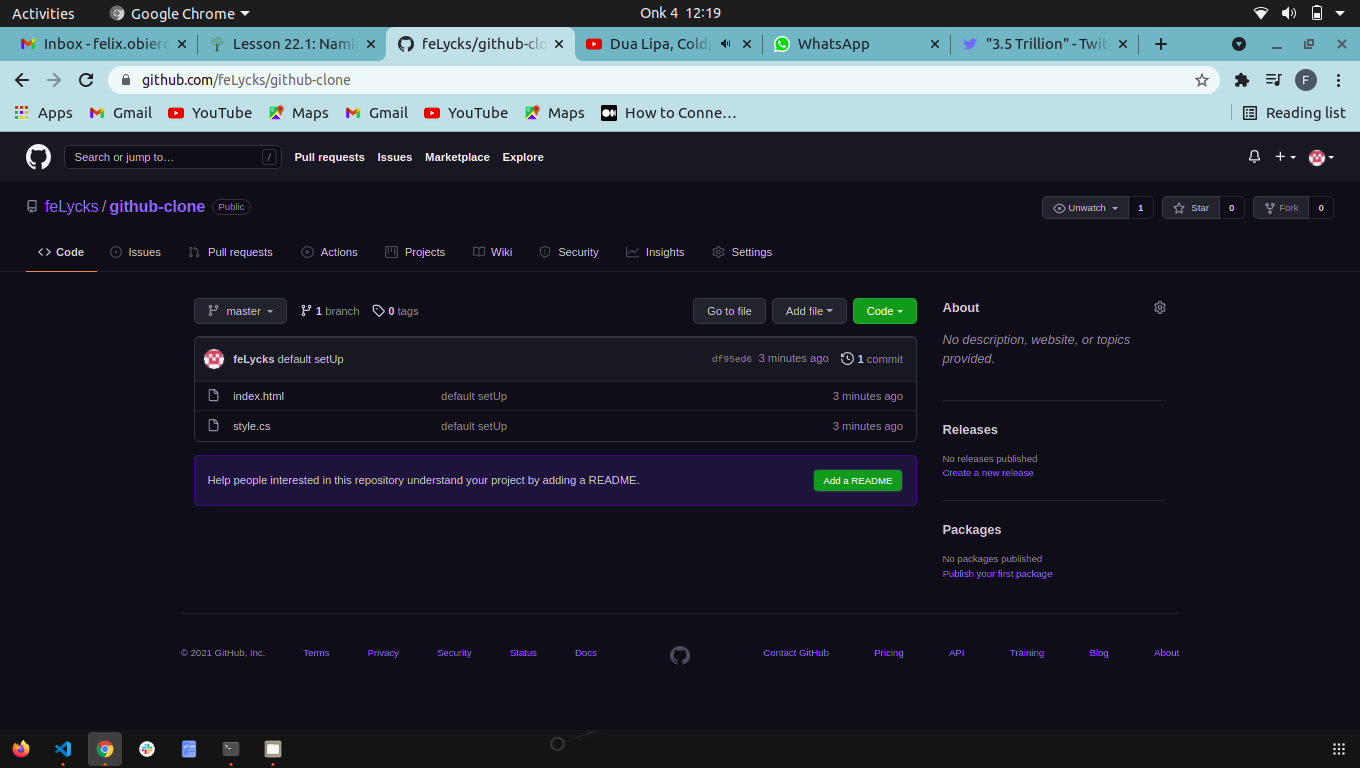 Activities Google Chrome Onk 4 12:19
Inbox - felix.obiero Lesson 22.1: Namin feLycks/github-clo Dua Lipa, Coldp WhatsApp "3.5 Trillion" - Twit
github.com/feLycks/github-clone F
Apps Gmail YouTube Maps Gmail YouTube Maps How to Conne… Reading list
Search or jump to… / Pull requests Issues Marketplace Explore
feLycks / github-clone Public Unwatch 1 Star 0 Fork 0
Code Issues Pull requests Actions Projects Wiki Security Insights Settings
master 1 branch 0 tags Go to file Add file Code
feLycks default setUp df95ed6 3 minutes ago 1 commit
index.html default setUp 3 minutes ago
style.cs default setUp 3 minutes ago
Help people interested in this repository understand your project by adding a README. Add a README
About
No description, website, or topics
provided.
Releases
No releases published
Create a new release
Packages
No packages published
Publish your first package
© 2021 GitHub, Inc. Terms Privacy Security Status Docs Contact GitHub Pricing API Training Blog About